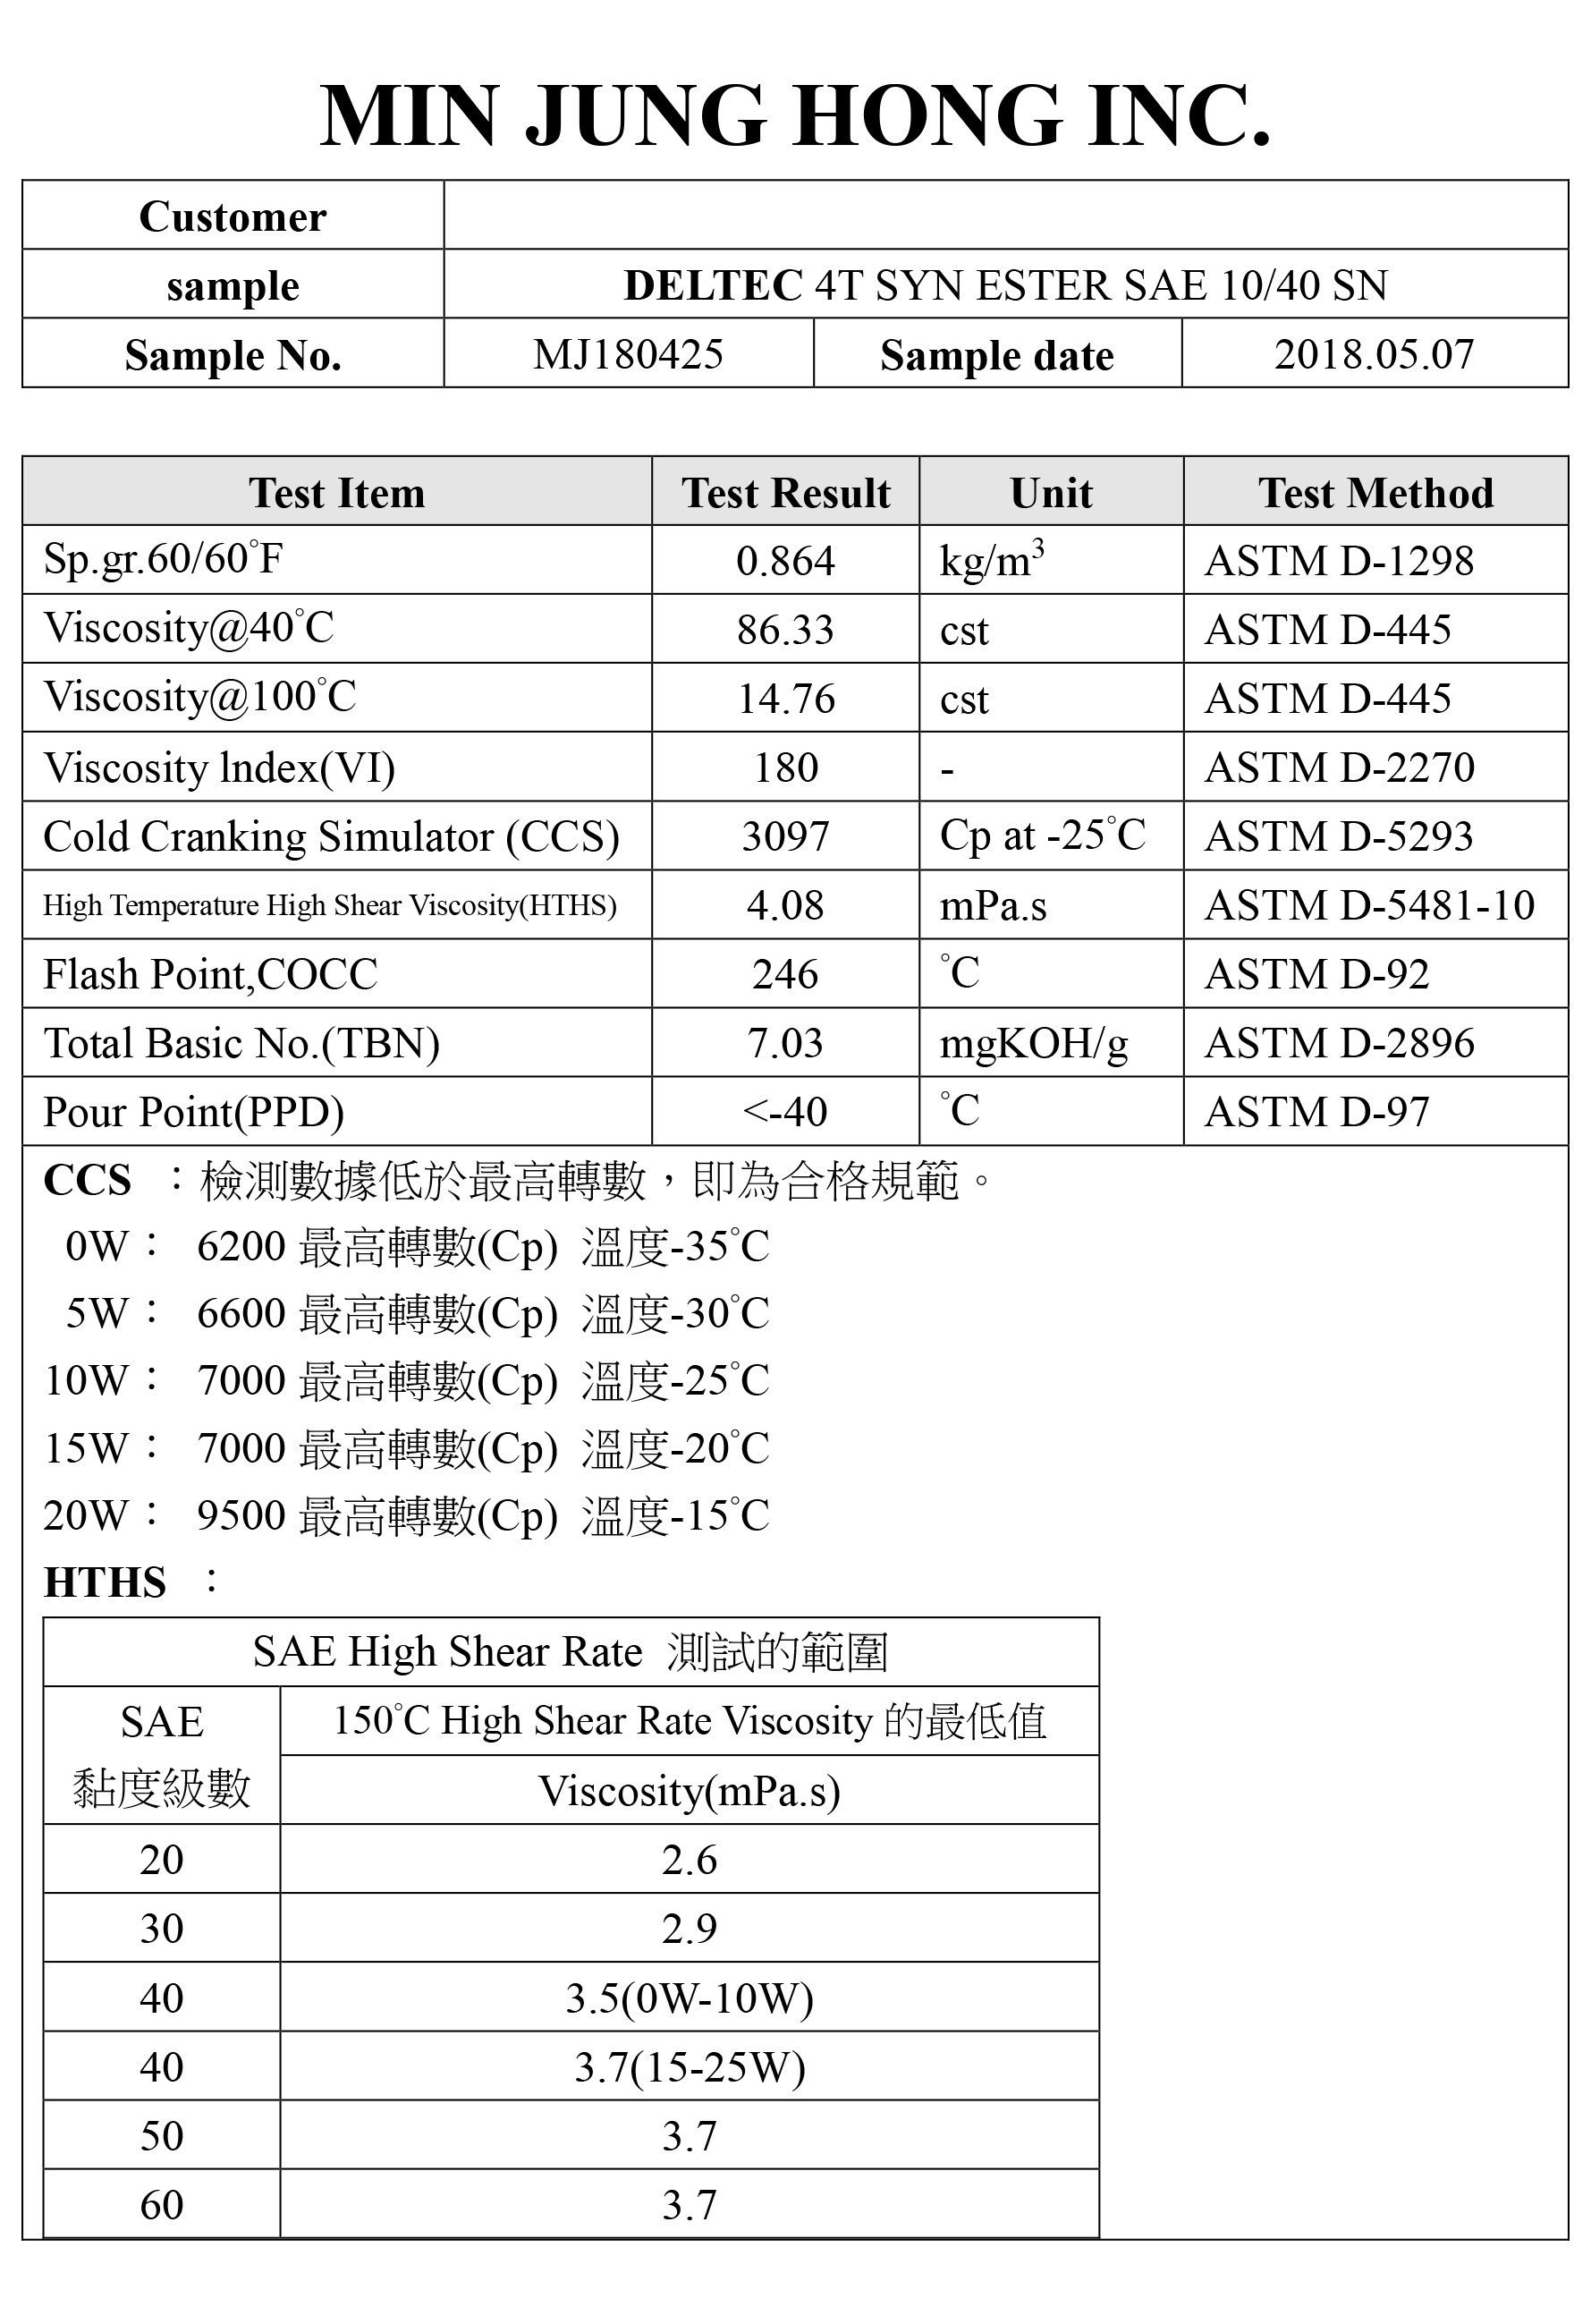 MIN JUNG HONG INC.
Customer
sample DELTEC 4T SYN ESTER SAE 10/40 SN
Sample No. MJ180425 Sample date 2018.05.07
Test Item Test Result Unit Test Method
Sp.gr.60/60°F 0.864 kg/m³ ASTM D-1298
Viscosity@40°C 86.33 cst ASTM D-445
Viscosity@100°C 14.76 cst ASTM D-445
Viscosity lndex(VI) 180 - ASTM D-2270
Cold Cranking Simulator (CCS) 3097 Cp at -25°C ASTM D-5293
High Temperature High Shear Viscosity(HTHS) 4.08 mPa.s ASTM D-5481-10
Flash Point,COCC 246 °C ASTM D-92
Total Basic No.(TBN) 7.03 mgKOH/g ASTM D-2896
Pour Point(PPD) <-40 °C ASTM D-97
CCS ：檢測數據低於最高轉數，即為合格規範。
0W： 6200 最高轉數(Cp) 溫度-35°C
5W： 6600 最高轉數(Cp) 溫度-30°C
10W： 7000 最高轉數(Cp) 溫度-25°C
15W： 7000 最高轉數(Cp) 溫度-20°C
20W： 9500 最高轉數(Cp) 溫度-15°C
HTHS ：
SAE High Shear Rate 測試的範圍
SAE 150°C High Shear Rate Viscosity 的最低值
黏度級數 Viscosity(mPa.s)
20 2.6
30 2.9
40 3.5(0W-10W)
40 3.7(15-25W)
50 3.7
60 3.7